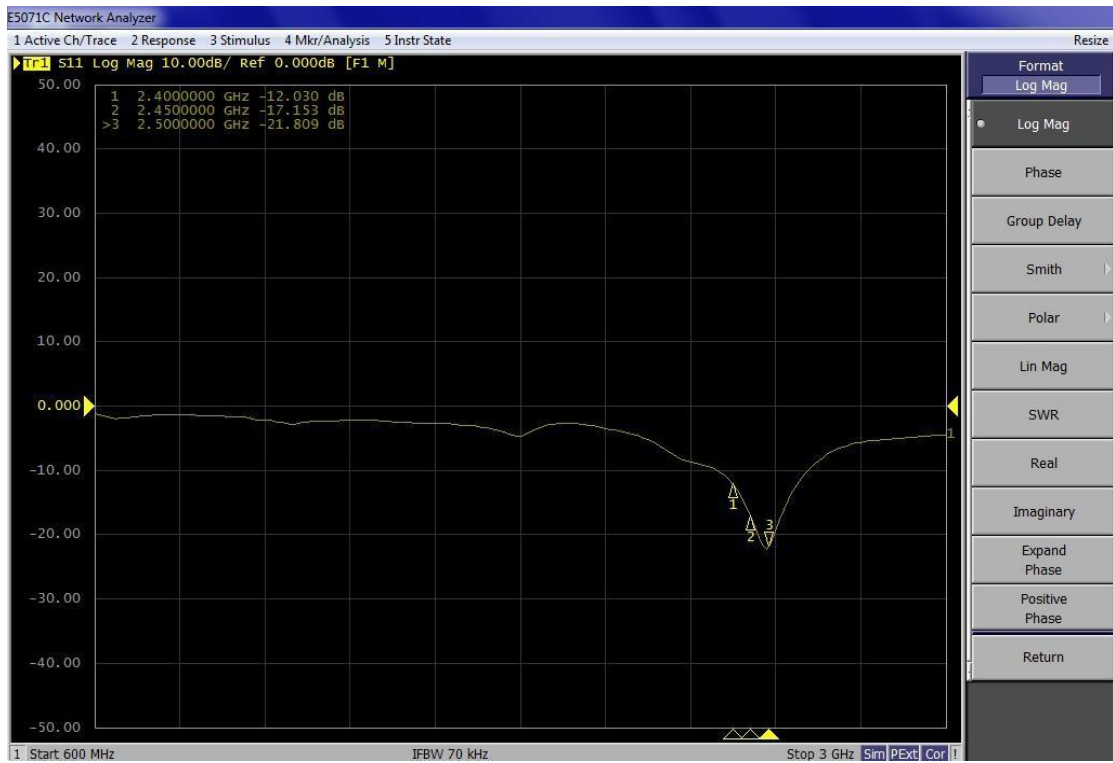 E5071C Network Analyzer
1 Active Ch/Trace 2 Response 3 Stimulus 4 Mkr/Analysis 5 Instr State Resize
Tr1 S11 Log Mag 10.00dB/ Ref 0.000dB [F1 M]
50.00
1 2.4000000 GHz -12.030 dB
2 2.4500000 GHz -17.153 dB
>3 2.5000000 GHz -21.809 dB
40.00
30.00
20.00
10.00
0.000
-10.00
-20.00
-30.00
-40.00
-50.00
1
1
2
3
Format
Log Mag
Log Mag
Phase
Group Delay
Smith
Polar
Lin Mag
SWR
Real
Imaginary
Expand
Phase
Positive
Phase
Return
1 Start 600 MHz IFBW 70 kHz Stop 3 GHz Sim PExt Cor !